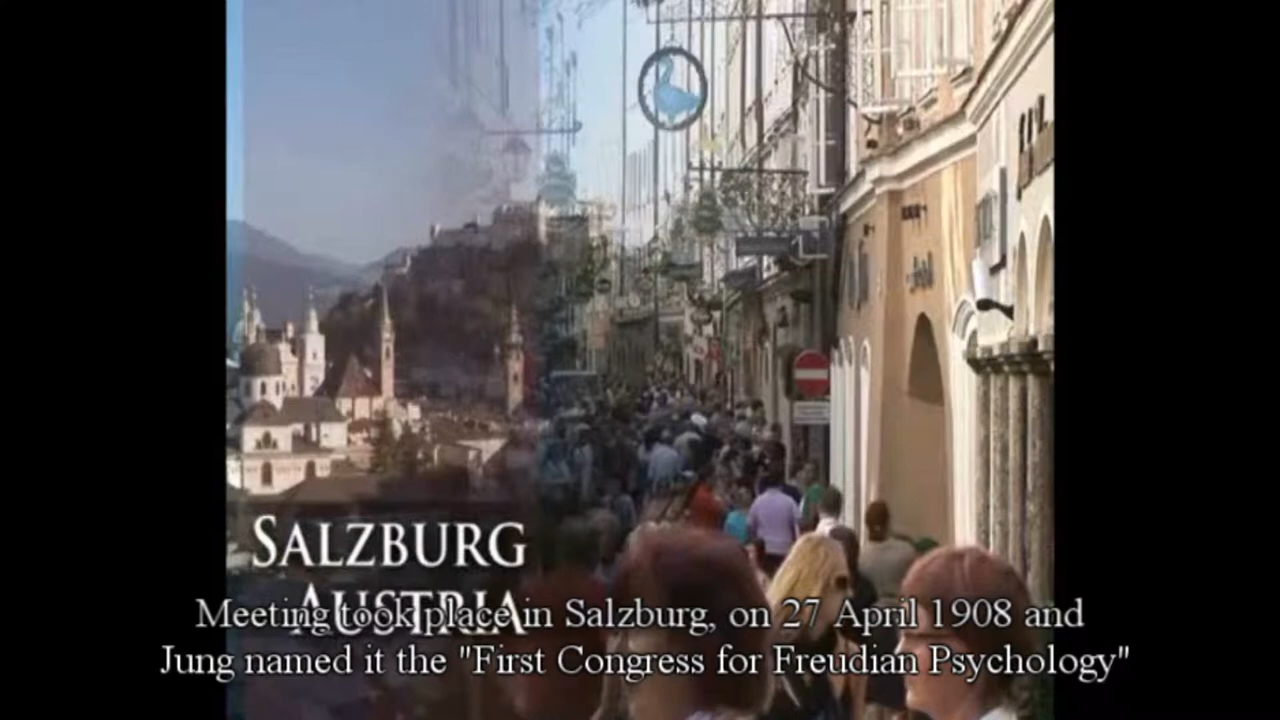 SALZBURG
AUSTRIA
Meeting took place in Salzburg, on 27 April 1908 and
Jung named it the "First Congress for Freudian Psychology"